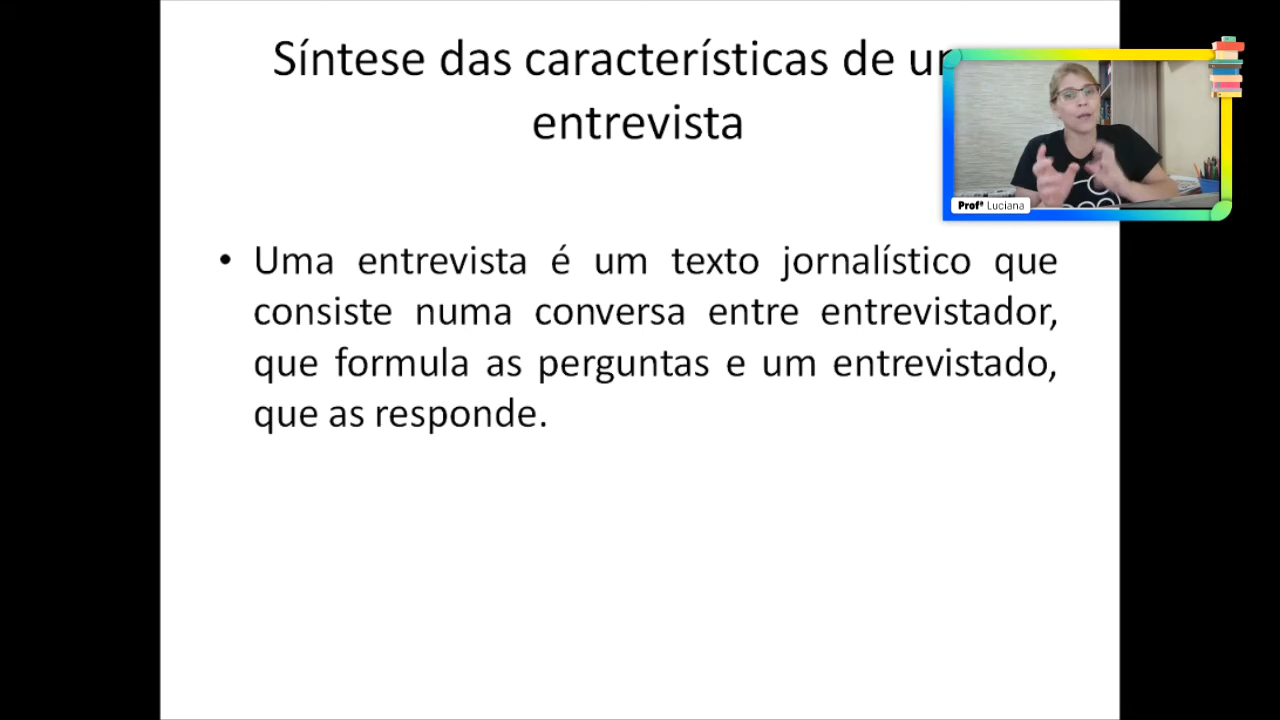 Síntese das características de
entrevista
Profª Luciana
• Uma entrevista é um texto jornalístico que
consiste numa conversa entre entrevistador,
que formula as perguntas e um entrevistado,
que as responde.